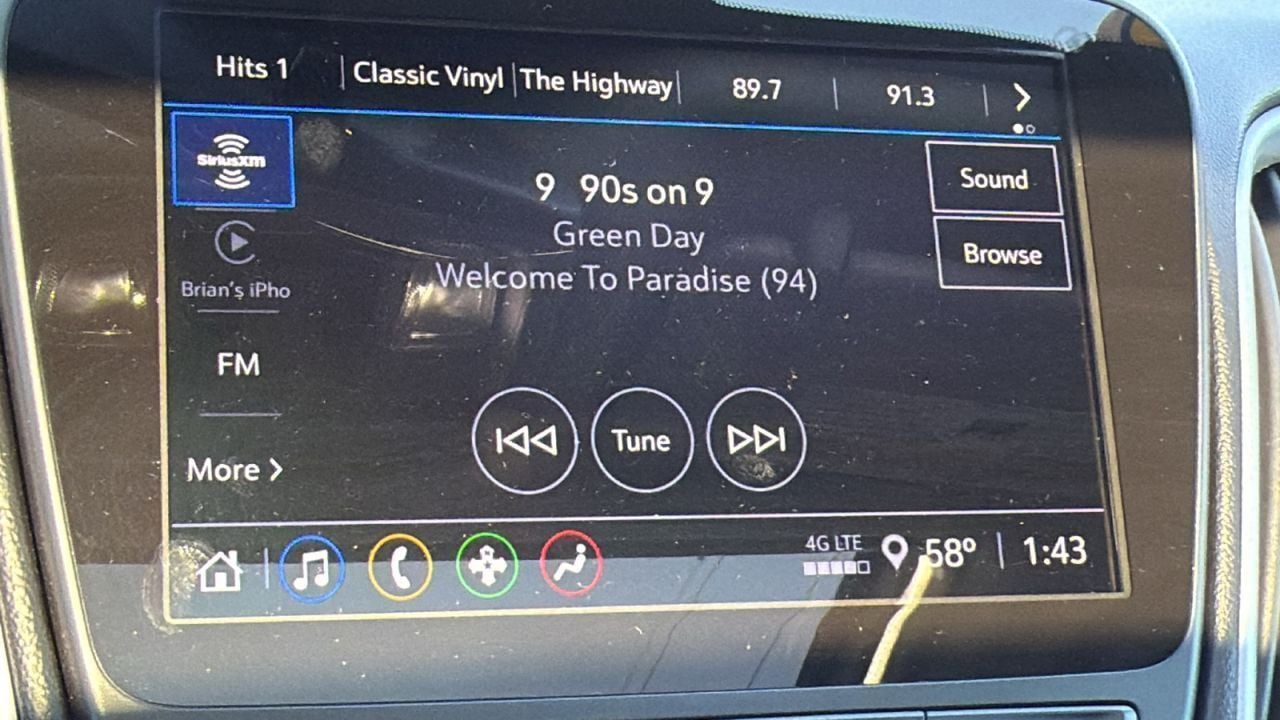 Hits 1 Classic Vinyl The Highway 89.7 91.3
SiriusXM
9 90s on 9
Green Day
Welcome To Paradise (94)
Sound
Browse
Brian's iPho
FM
More
Tune
4G LTE 58° 1:43